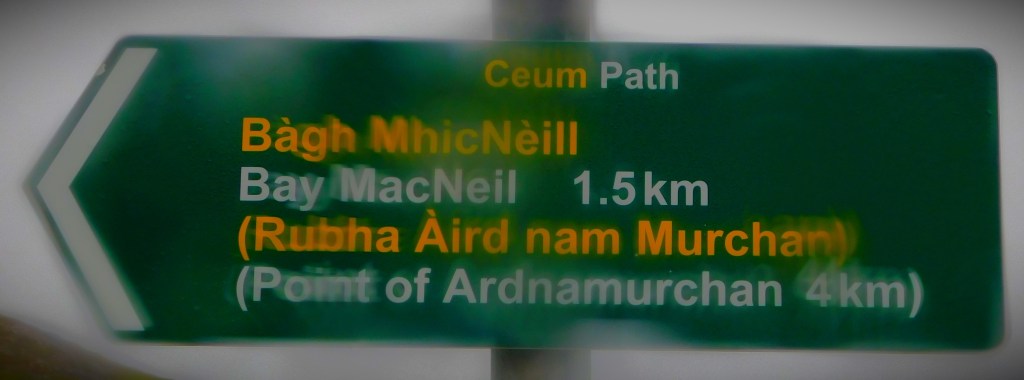 Ceum Path
Bàgh MhicNèill
Bay MacNeil 1.5km
(Rubha Àird nam Murchan)
(Point of Ardnamurchan 4km)